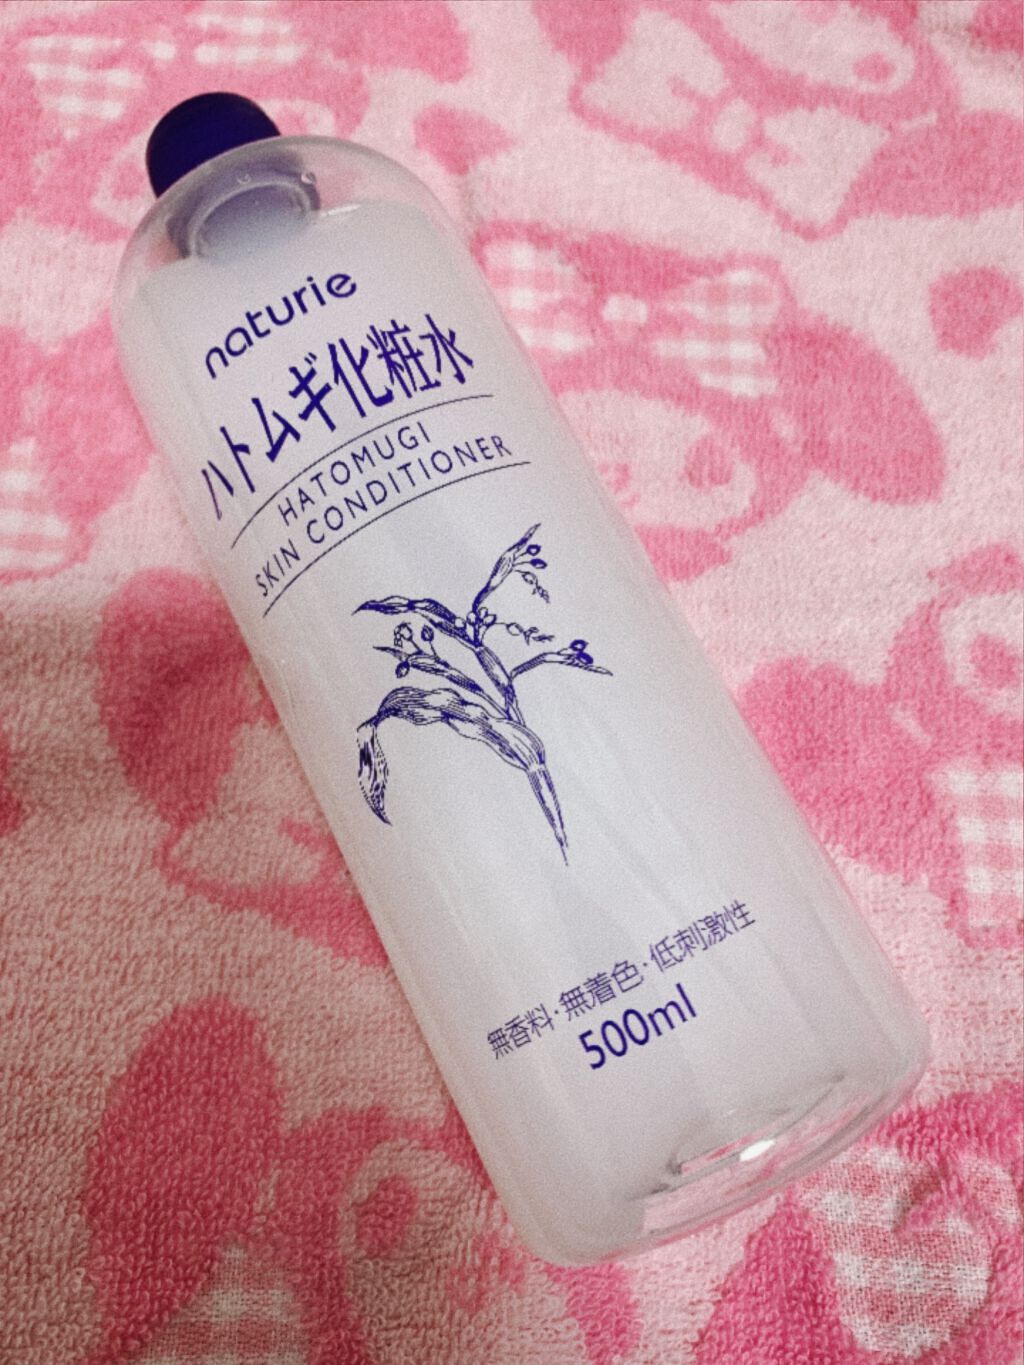 naturie
ハトムギ化粧水
HATOMUGI
SKIN CONDITIONER
無香料・無着色・低刺激性
500ml